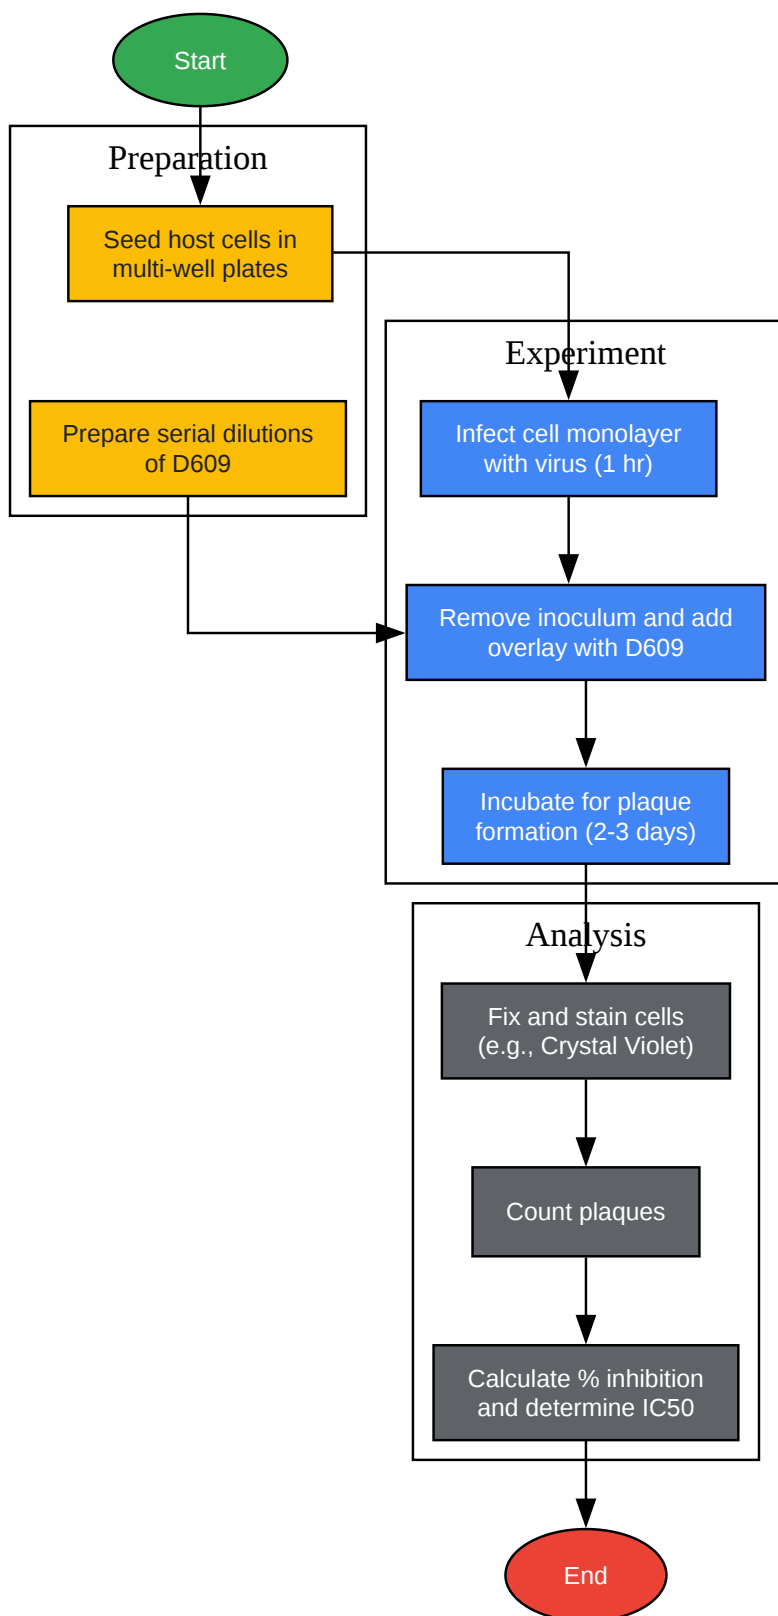 Start
Preparation
Seed host cells in
multi-well plates
Prepare serial dilutions
of D609
Experiment
Infect cell monolayer
with virus (1 hr)
Remove inoculum and add
overlay with D609
Incubate for plaque
formation (2-3 days)
Analysis
Fix and stain cells
(e.g., Crystal Violet)
Count plaques
Calculate % inhibition
and determine IC50
End